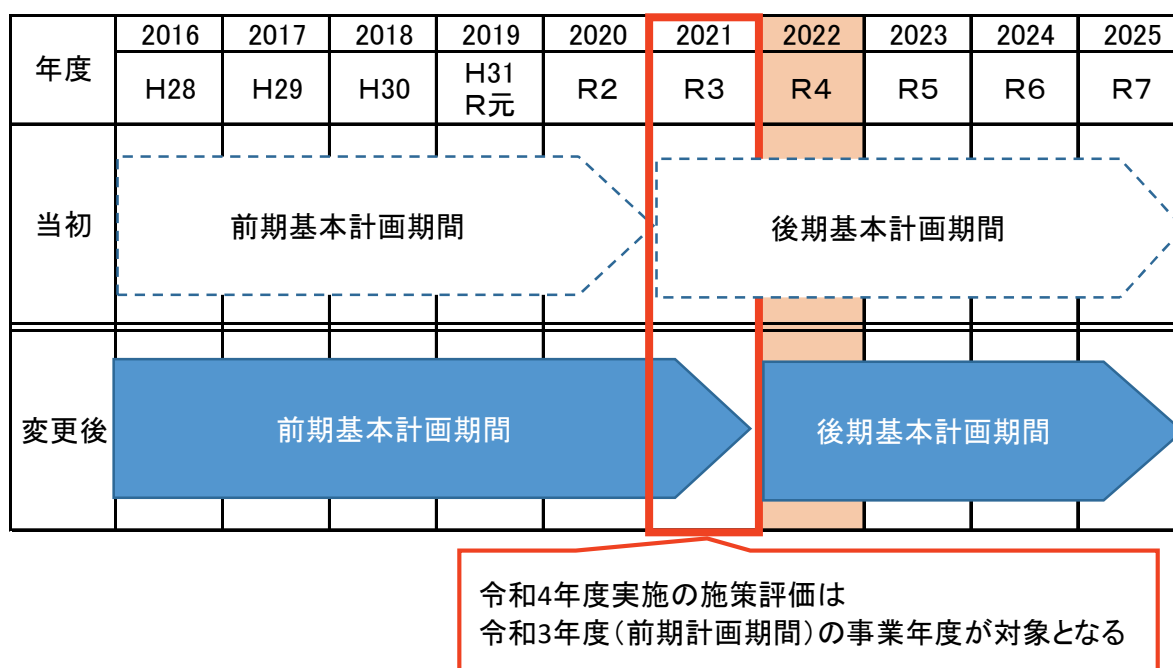 年度 2016 2017 2018 2019 2020 2021 2022 2023 2024 2025
H28 H29 H30 H31 R元 R2 R3 R4 R5 R6 R7
当初 前期基本計画期間 後期基本計画期間
変更後 前期基本計画期間 後期基本計画期間
令和4年度実施の施策評価は
令和3年度(前期計画期間)の事業年度が対象となる